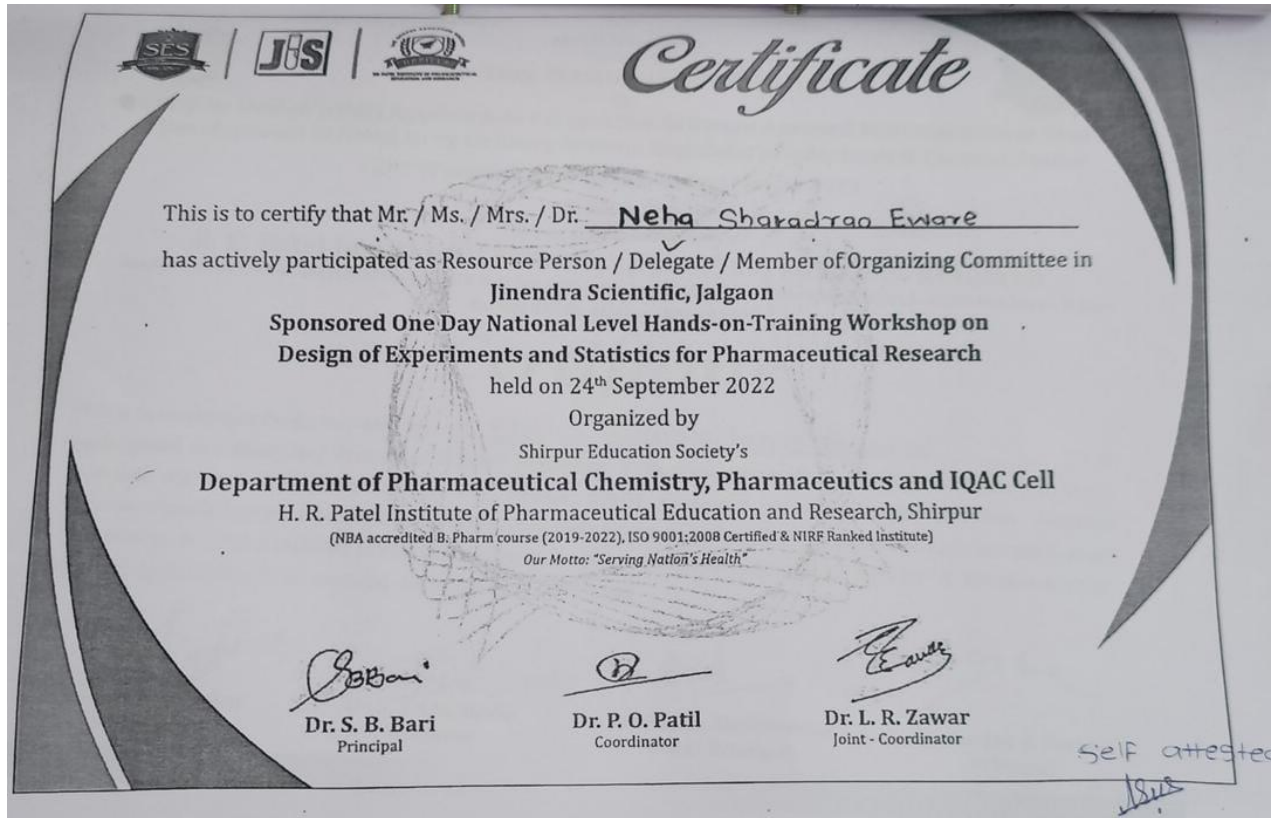 SES
JSS
Certificate
This is to certify that Mr. / Ms. / Mrs. / Dr. Neha Sharadrao Eware
has actively participated as Resource Person / Delegate / Member of Organizing Committee in
Jinendra Scientific, Jalgaon
Sponsored One Day National Level Hands-on-Training Workshop on
Design of Experiments and Statistics for Pharmaceutical Research
held on 24th September 2022
Organized by
Shirpur Education Society's
Department of Pharmaceutical Chemistry, Pharmaceutics and IQAC Cell
H. R. Patel Institute of Pharmaceutical Education and Research, Shirpur
(NBA accredited B. Pharm course (2019-2022), ISO 9001:2008 Certified & NIRF Ranked Institute)
Our Motto: "Serving Nation's Health"
SBBari
Dr. S. B. Bari
Principal
Dr. P. O. Patil
Coordinator
Dr. L. R. Zawar
Joint - Coordinator
Self attested